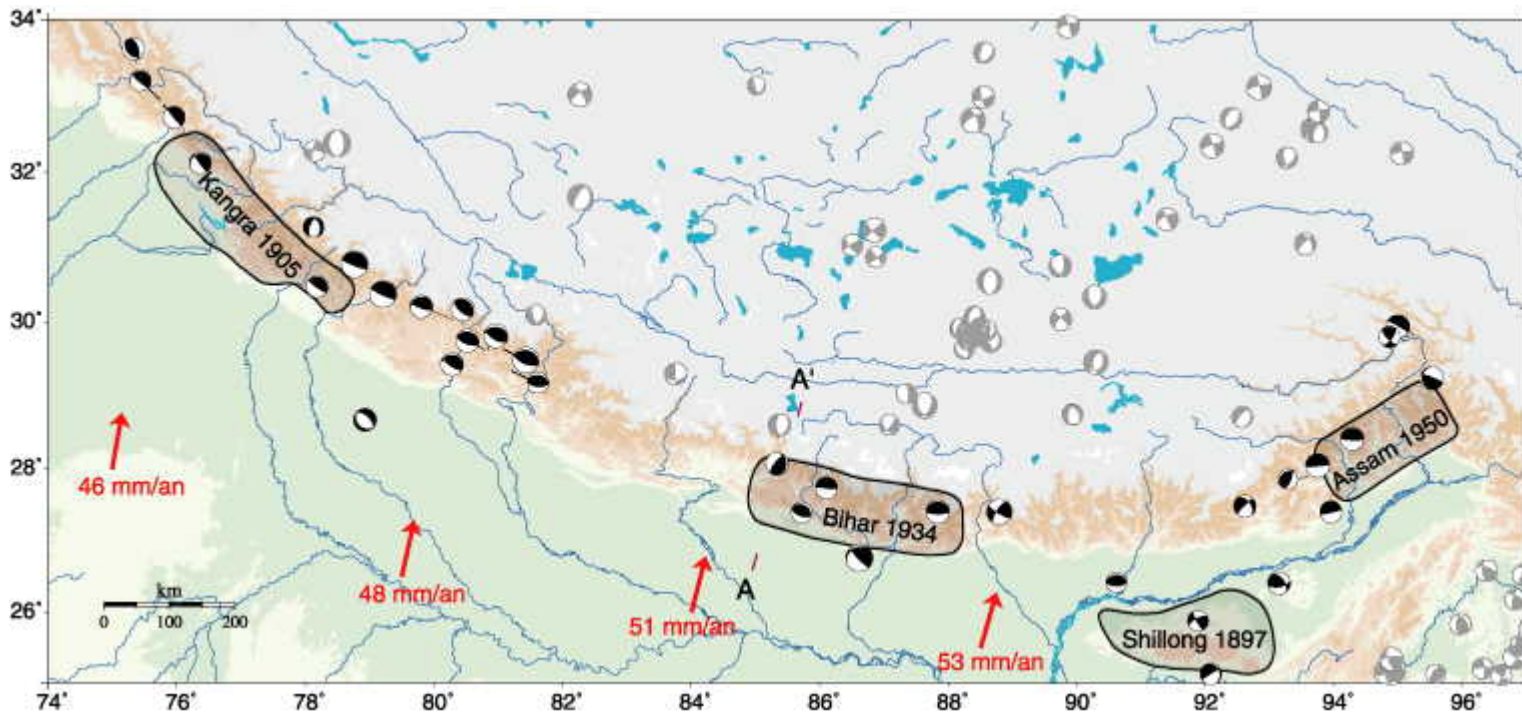 34°
32°
30°
28°
26°
Kangra 1905
A'
46 mm/an
Assam 1950
Bihar 1934
48 mm/an
A
km
0 100 200
51 mm/an
Shillong 1897
53 mm/an
74° 76° 78° 80° 82° 84° 86° 88° 90° 92° 94° 96°